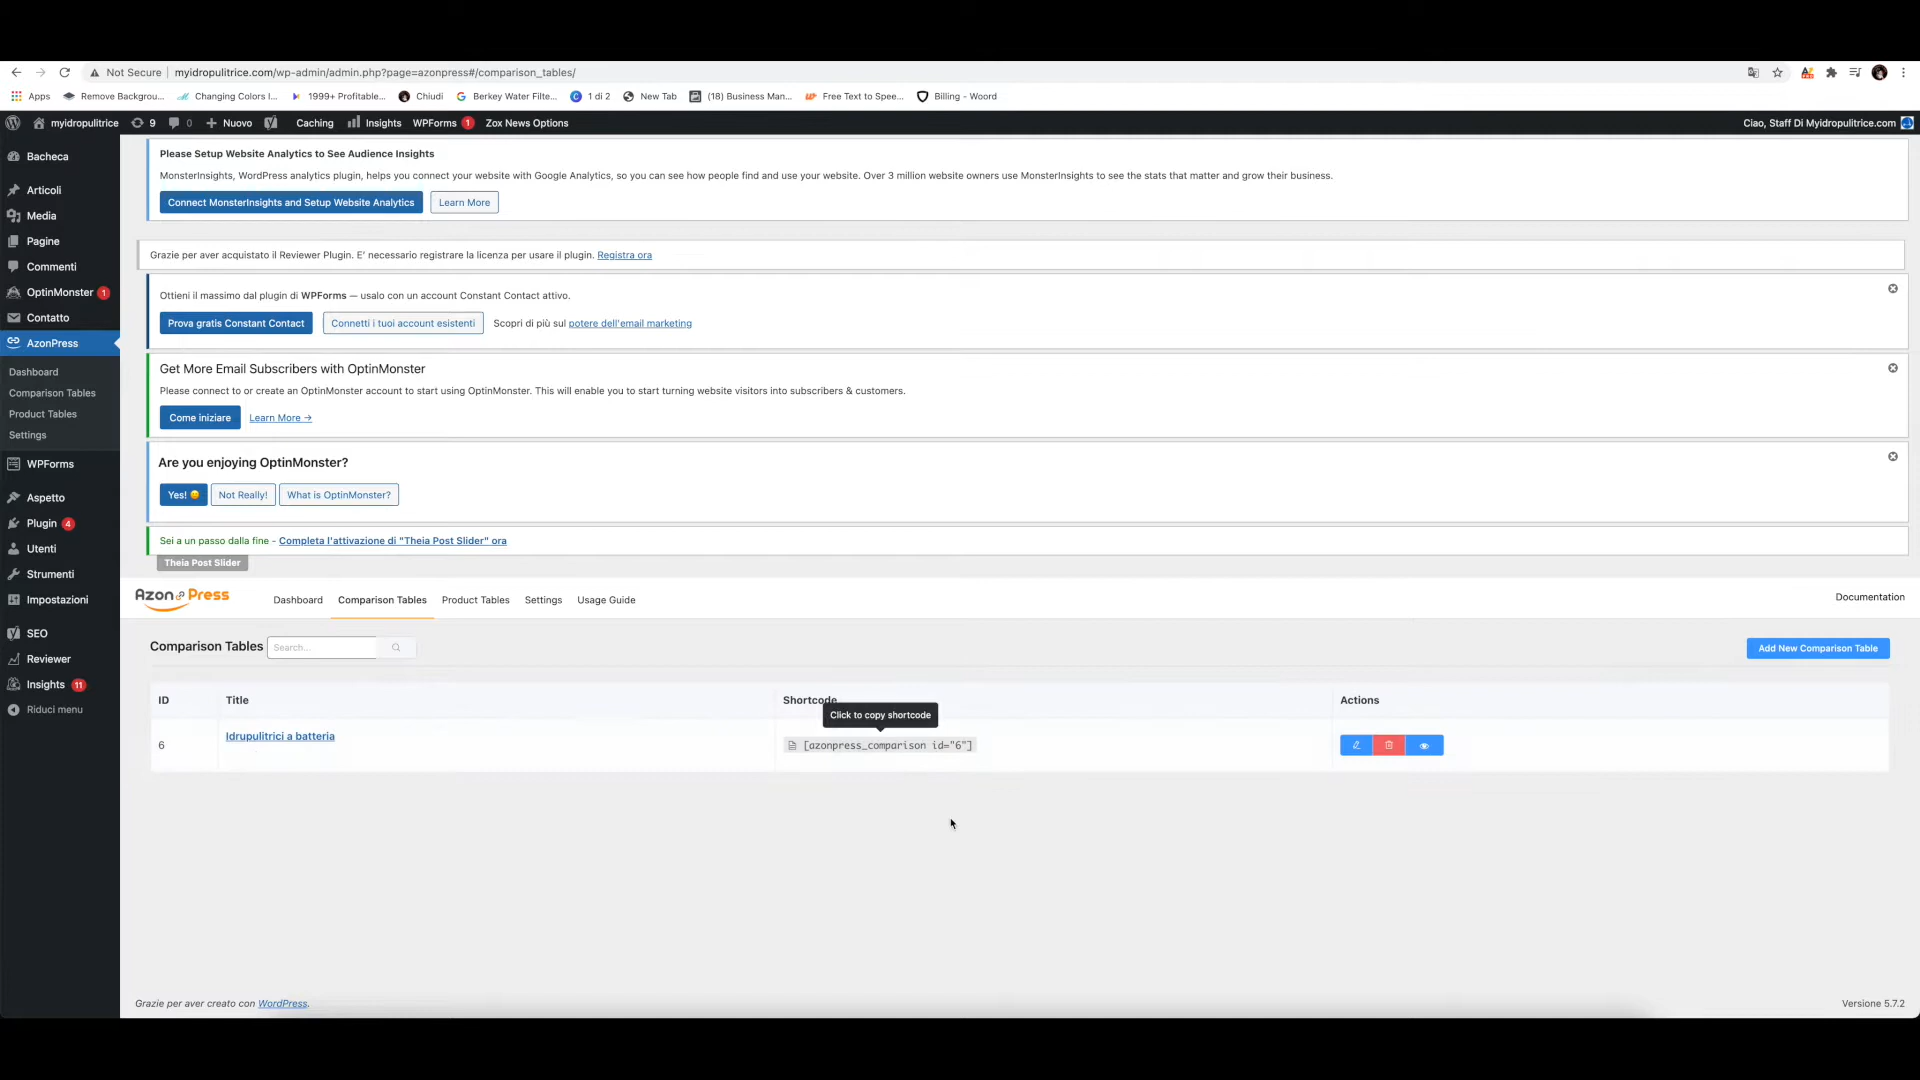 Not Secure | myidropulitrice.com/wp-admin/admin.php?page=azonpress#/comparison_tables/
Apps Remove Backgrou... Changing Colors I... 1999+ Profitable... Chiudi Berkey Water Filte... 1 di 2 New Tab (18) Business Man... Free Text to Spee... Billing - Woord
myidropulitrice 9 0 + Nuovo Caching Insights WPForms 1 Zox News Options Ciao, Staff Di Myidropulitrice.com
Bacheca
Articoli
Media
Pagine
Commenti
OptinMonster 1
Contatto
AzonPress
Dashboard
Comparison Tables
Product Tables
Settings
WPForms
Aspetto
Plugin 4
Utenti
Strumenti
Impostazioni
SEO
Reviewer
Insights 11
Riduci menu
Please Setup Website Analytics to See Audience Insights
MonsterInsights, WordPress analytics plugin, helps you connect your website with Google Analytics, so you can see how people find and use your website. Over 3 million website owners use MonsterInsights to see the stats that matter and grow their business.
Connect MonsterInsights and Setup Website Analytics Learn More
Grazie per aver acquistato il Reviewer Plugin. E' necessario registrare la licenza per usare il plugin. Registra ora
Ottieni il massimo dal plugin di WPForms — usalo con un account Constant Contact attivo.
Prova gratis Constant Contact Connetti i tuoi account esistenti Scopri di più sul potere dell'email marketing
Get More Email Subscribers with OptinMonster
Please connect to or create an OptinMonster account to start using OptinMonster. This will enable you to start turning website visitors into subscribers & customers.
Come iniziare Learn More →
Are you enjoying OptinMonster?
Yes! 🙂 Not Really! What is OptinMonster?
Sei a un passo dalla fine - Completa l'attivazione di "Theia Post Slider" ora
Theia Post Slider
AzonPress Dashboard Comparison Tables Product Tables Settings Usage Guide Documentation
Comparison Tables Search... Add New Comparison Table
ID Title Shortcode Actions
Click to copy shortcode
6 Idrupulitrici a batteria [azonpress_comparison id="6"]
Grazie per aver creato con WordPress. Versione 5.7.2